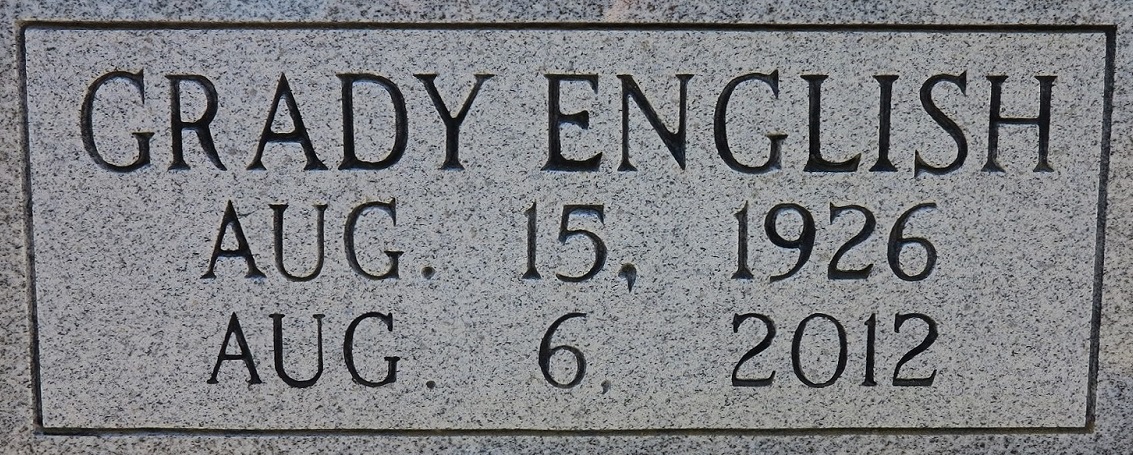 GRADY ENGLISH
AUG. 15, 1926
AUG. 6, 2012